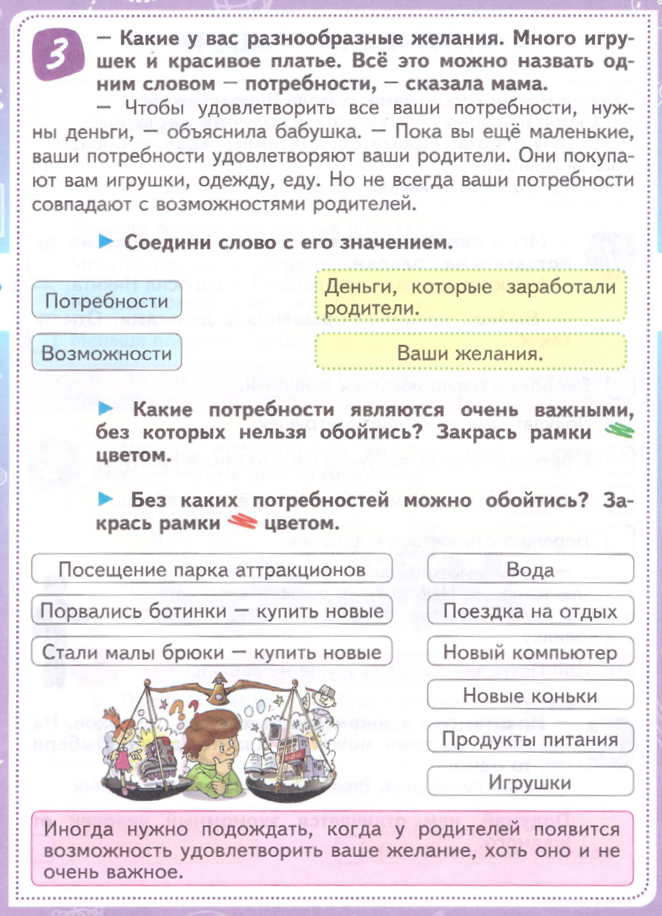 3
— Какие у вас разнообразные желания. Много игру-
шек и красивое платье. Всё это можно назвать од-
ним словом — потребности, — сказала мама.
— Чтобы удовлетворить все ваши потребности, нуж-
ны деньги, — объяснила бабушка. — Пока вы ещё маленькие,
ваши потребности удовлетворяют ваши родители. Они покупа-
ют вам игрушки, одежду, еду. Но не всегда ваши потребности
совпадают с возможностями родителей.
Соедини слово с его значением.
Потребности
Деньги, которые заработали
родители.
Возможности
Ваши желания.
Какие потребности являются очень важными,
без которых нельзя обойтись? Закрась рамки
цветом.
Без каких потребностей можно обойтись? За-
крась рамки цветом.
Посещение парка аттракционов
Вода
Порвались ботинки — купить новые
Поездка на отдых
Стали малы брюки — купить новые
Новый компьютер
Новые коньки
Продукты питания
Игрушки
Иногда нужно подождать, когда у родителей появится
возможность удовлетворить ваше желание, хоть оно и не
очень важное.